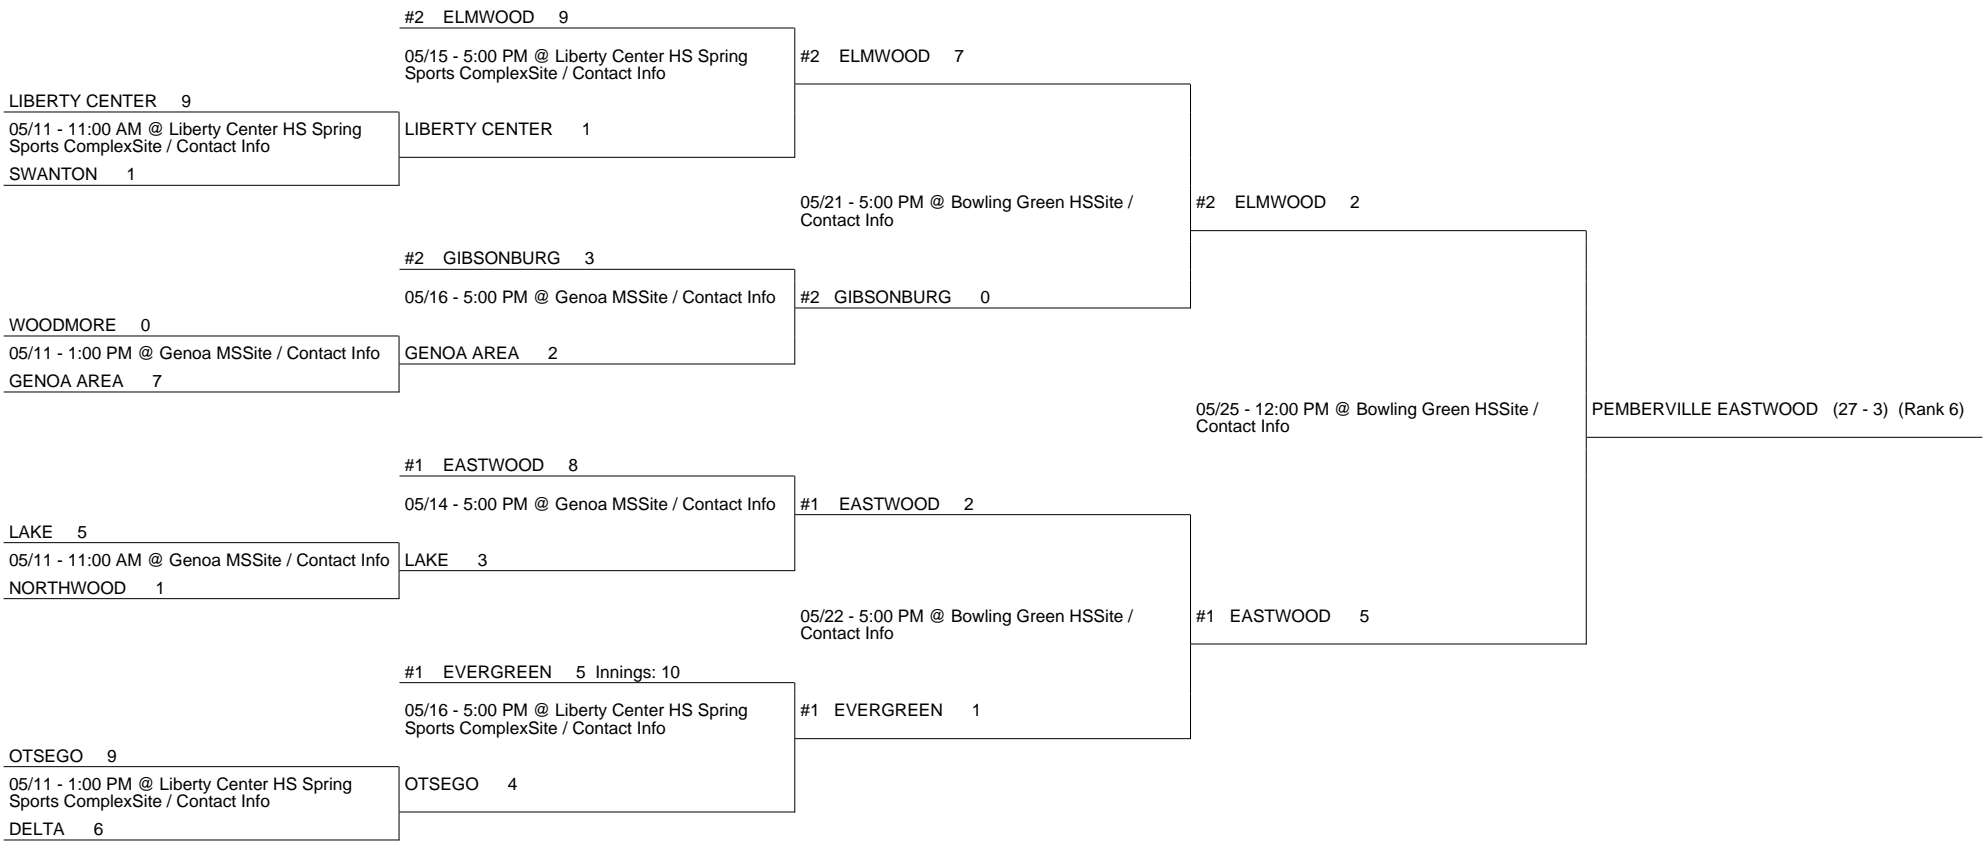 #2 ELMWOOD 9
05/15 - 5:00 PM @ Liberty Center HS Spring
Sports ComplexSite / Contact Info
#2 ELMWOOD 7
LIBERTY CENTER 9
05/11 - 11:00 AM @ Liberty Center HS Spring
Sports ComplexSite / Contact Info
LIBERTY CENTER 1
SWANTON 1
05/21 - 5:00 PM @ Bowling Green HSSite /
Contact Info
#2 ELMWOOD 2
#2 GIBSONBURG 3
05/16 - 5:00 PM @ Genoa MSSite / Contact Info
#2 GIBSONBURG 0
WOODMORE 0
05/11 - 1:00 PM @ Genoa MSSite / Contact Info
GENOA AREA 2
GENOA AREA 7
05/25 - 12:00 PM @ Bowling Green HSSite /
Contact Info
PEMBERVILLE EASTWOOD (27 - 3) (Rank 6)
#1 EASTWOOD 8
05/14 - 5:00 PM @ Genoa MSSite / Contact Info
#1 EASTWOOD 2
LAKE 5
05/11 - 11:00 AM @ Genoa MSSite / Contact Info
LAKE 3
NORTHWOOD 1
05/22 - 5:00 PM @ Bowling Green HSSite /
Contact Info
#1 EASTWOOD 5
#1 EVERGREEN 5 Innings: 10
05/16 - 5:00 PM @ Liberty Center HS Spring
Sports ComplexSite / Contact Info
#1 EVERGREEN 1
OTSEGO 9
05/11 - 1:00 PM @ Liberty Center HS Spring
Sports ComplexSite / Contact Info
OTSEGO 4
DELTA 6